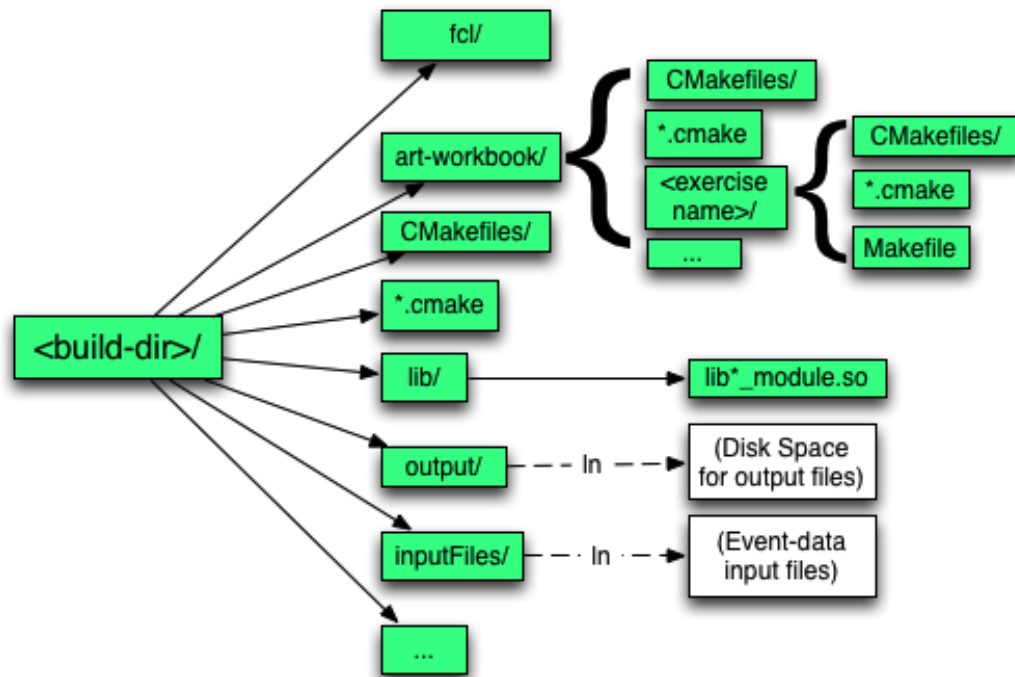 fcl/
art-workbook/
CMakefiles/
*.cmake
<exercise
name>/
...
CMakefiles/
*.cmake
Makefile
CMakefiles/
*.cmake
<build-dir>/
lib/
lib*_module.so
output/
ln
(Disk Space
for output files)
inputFiles/
ln
(Event-data
input files)
...